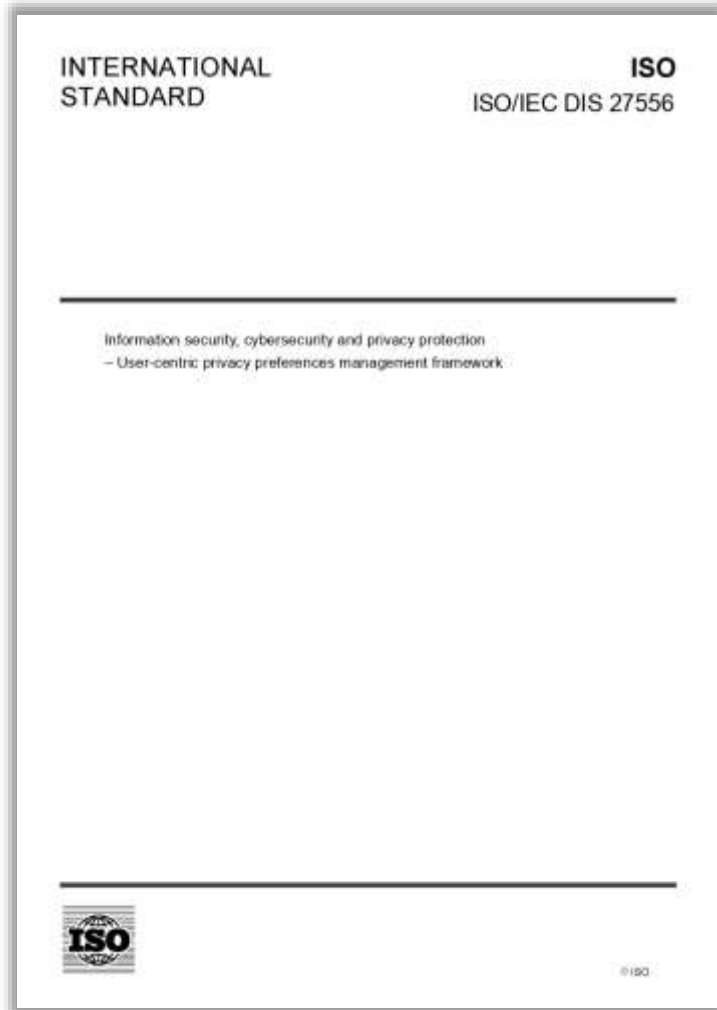 INTERNATIONAL
STANDARD
ISO
ISO/IEC DIS 27556
Information security, cybersecurity and privacy protection
– User-centric privacy preferences management framework
ISO
© ISO